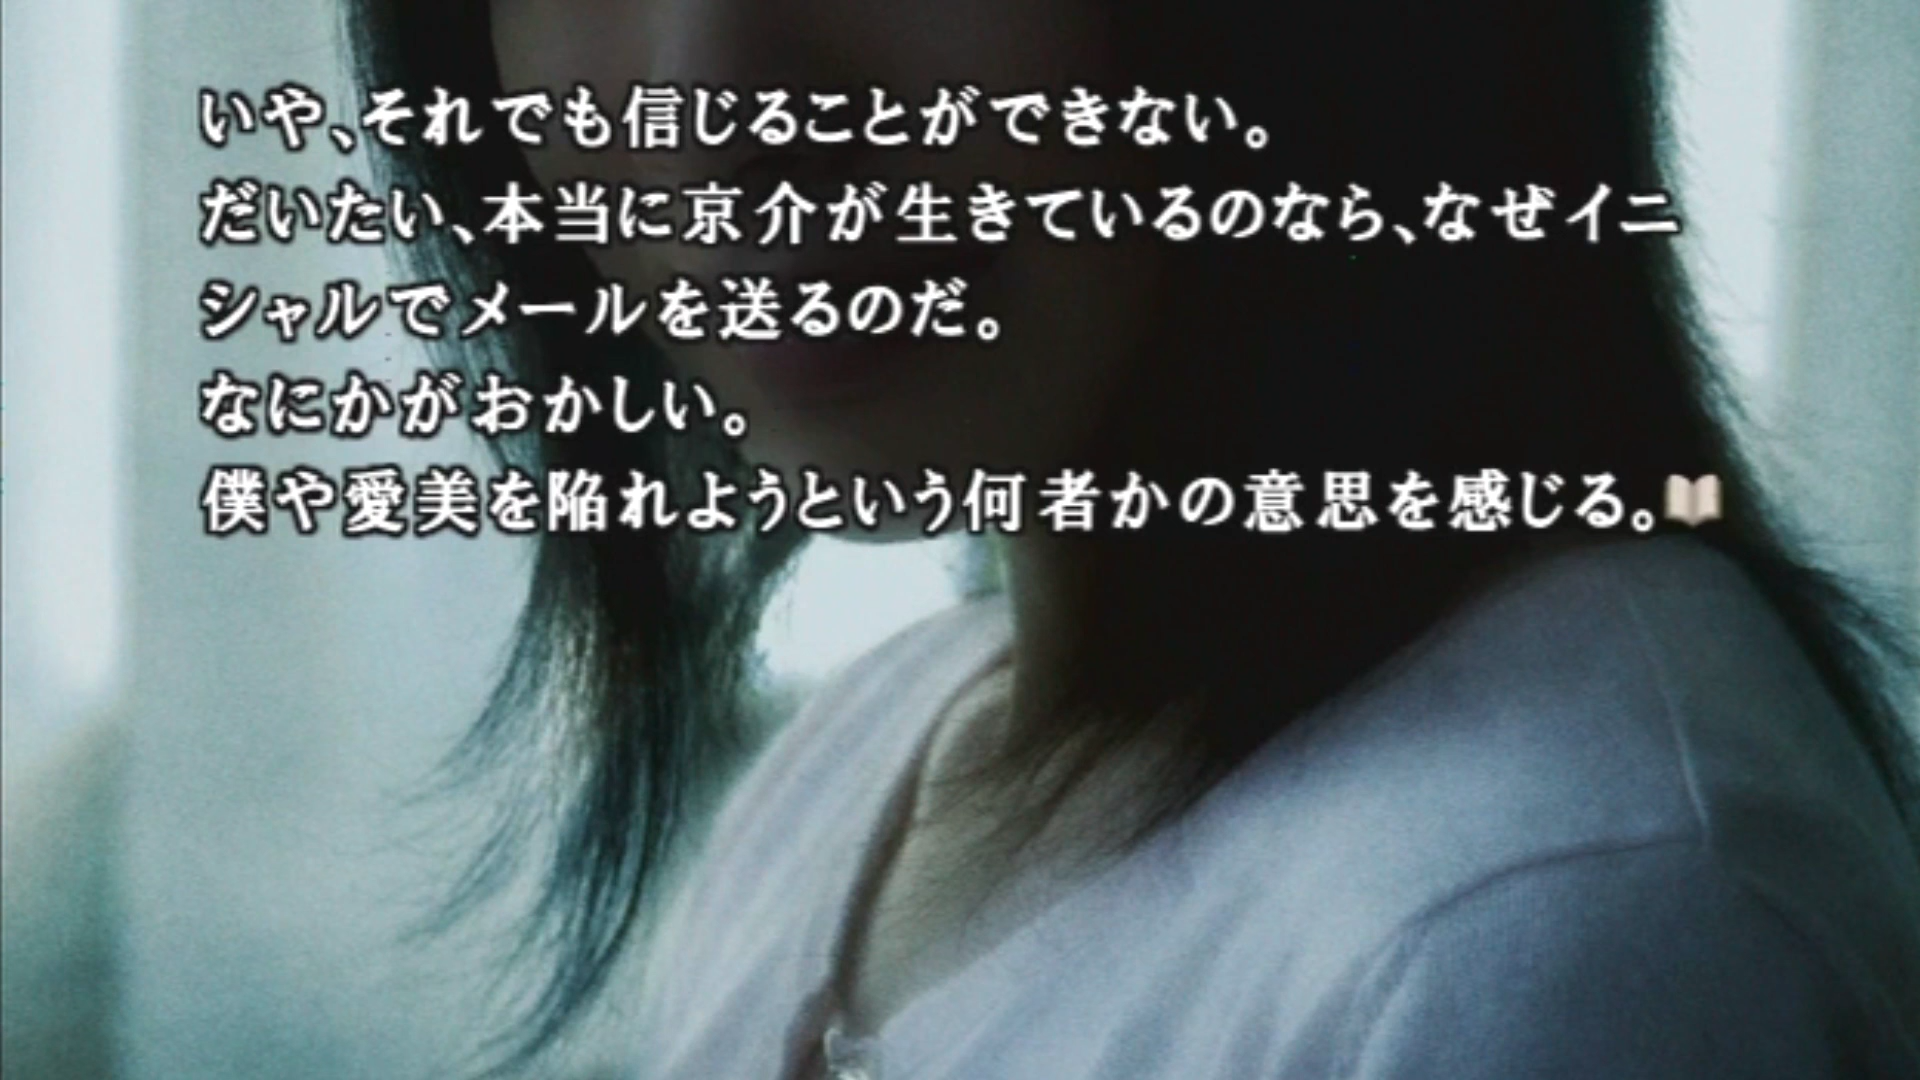 いや、それでも信じることができない。
だいたい、本当に京介が生きているのなら、なぜイニ
シャルでメールを送るのだ。
なにかがおかしい。
僕や愛美を陥れようという何者かの意思を感じる。